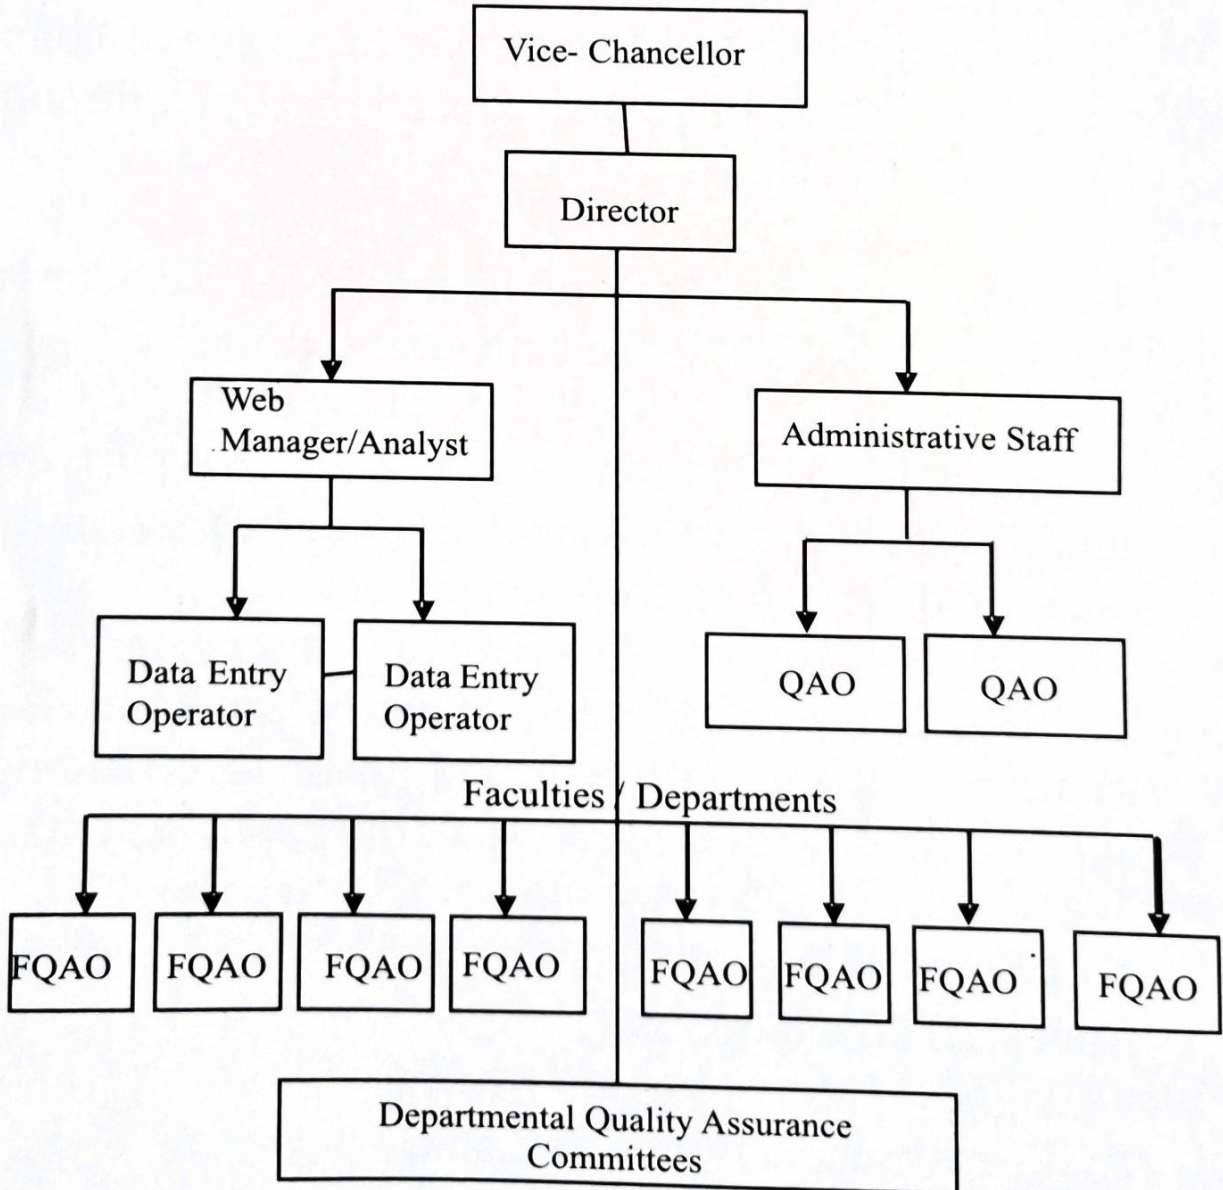 Vice- Chancellor
Director
Web
Manager/Analyst
Administrative Staff
Data Entry
Operator
Data Entry
Operator
QAO
QAO
Faculties / Departments
FQAO
FQAO
FQAO
FQAO
FQAO
FQAO
FQAO
FQAO
Departmental Quality Assurance
Committees